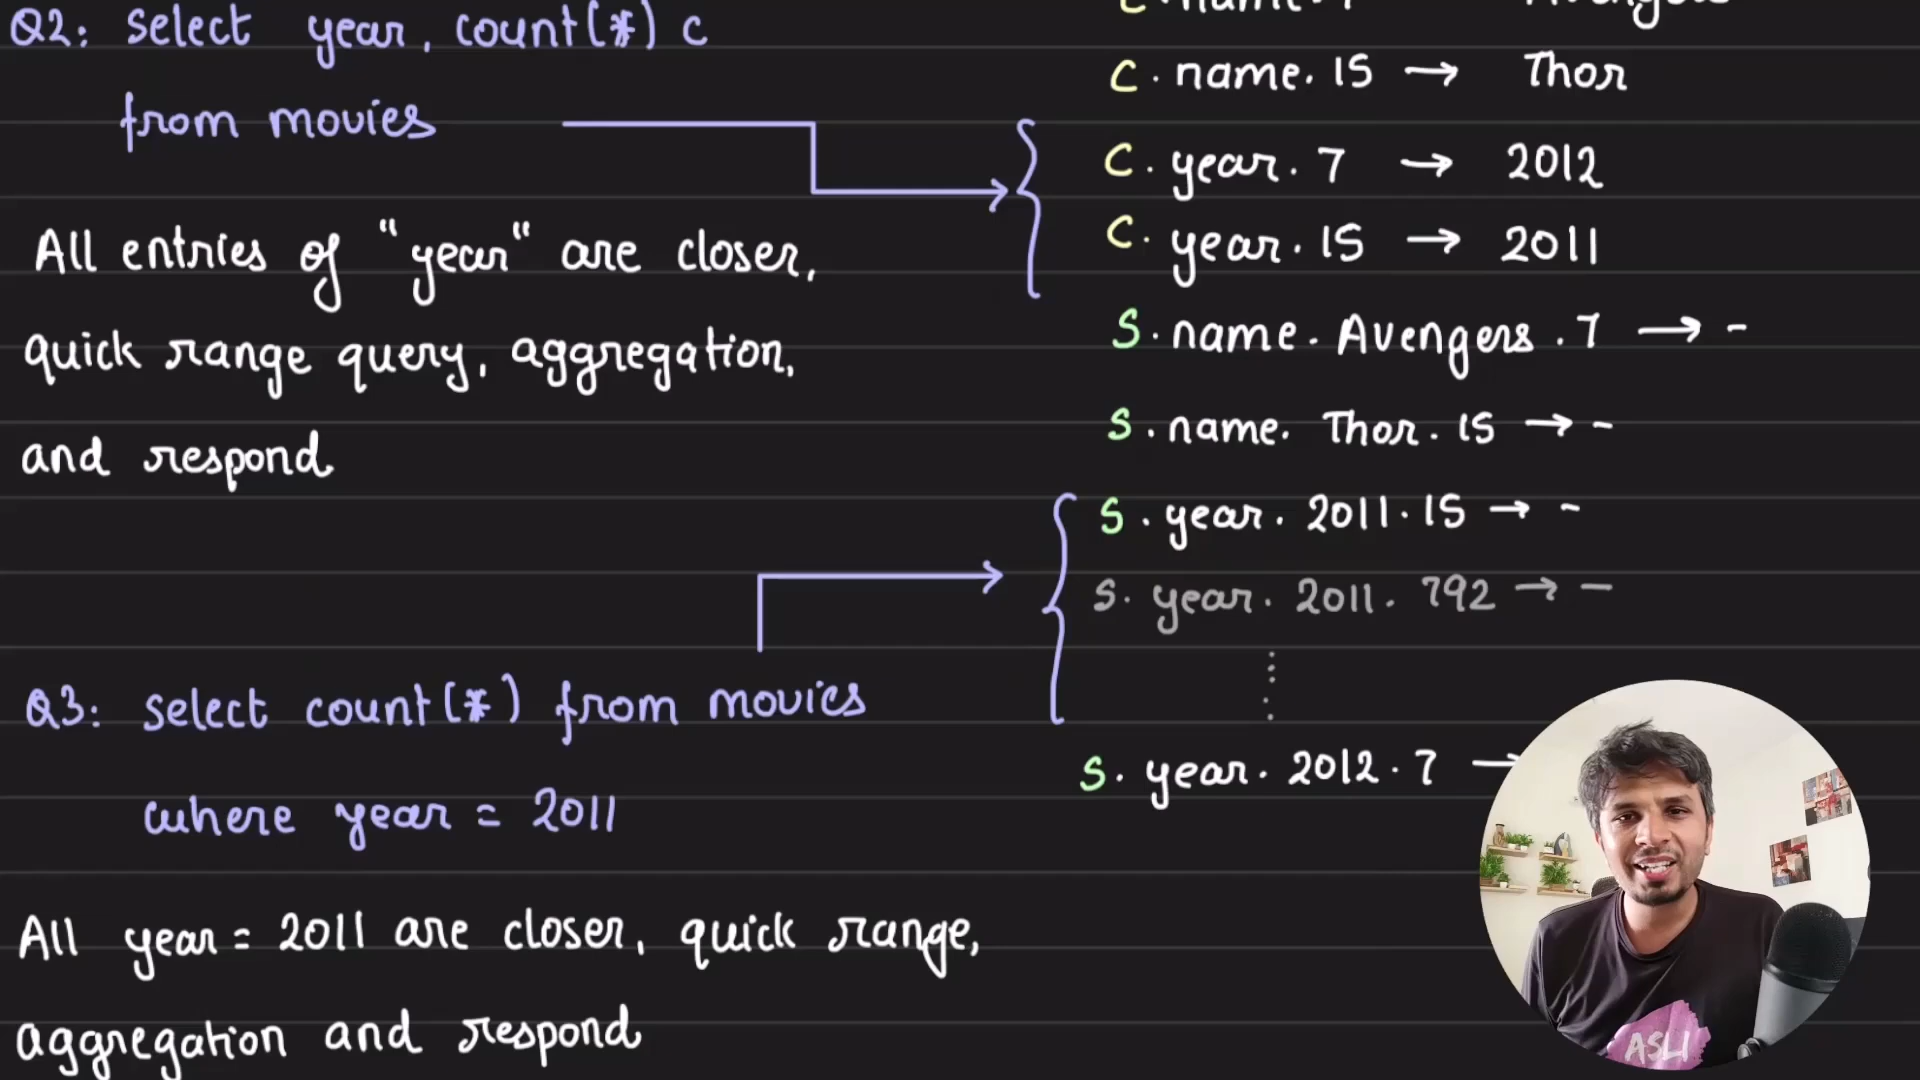 Q2: select year, count(*) c
from movies
All entries of "year" are closer,
quick range query, aggregation,
and respond.
Q3: select count(*) from movies
where year = 2011
All year = 2011 are closer, quick range,
aggregation and respond
C. name. 15 → Thor
C. year. 7 → 2012
C. year. 15 → 2011
S. name. Avengers. 7 → -
S. name. Thor. 15 → -
S. year. 2011. 15 → -
S. year. 2011. 792 → -
S. year. 2012. 7 →
ASLI